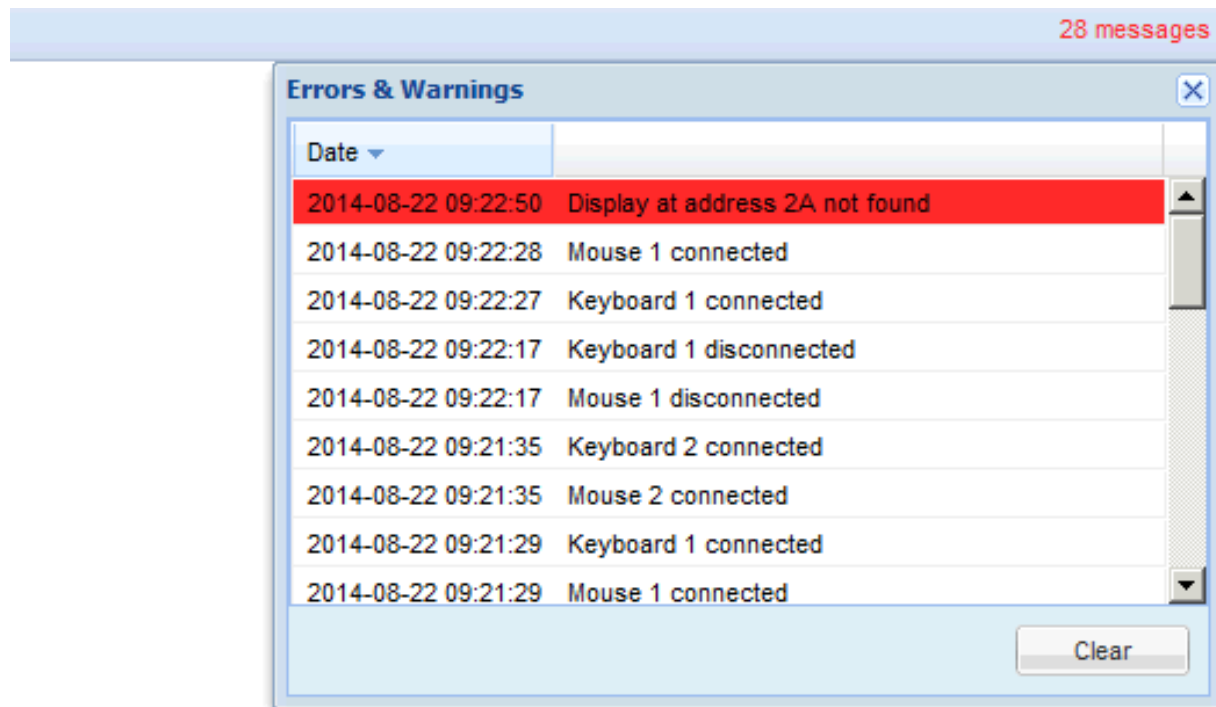 28 messages
Errors & Warnings
Date
2014-08-22 09:22:50 Display at address 2A not found
2014-08-22 09:22:28 Mouse 1 connected
2014-08-22 09:22:27 Keyboard 1 connected
2014-08-22 09:22:17 Keyboard 1 disconnected
2014-08-22 09:22:17 Mouse 1 disconnected
2014-08-22 09:21:35 Keyboard 2 connected
2014-08-22 09:21:35 Mouse 2 connected
2014-08-22 09:21:29 Keyboard 1 connected
2014-08-22 09:21:29 Mouse 1 connected
Clear